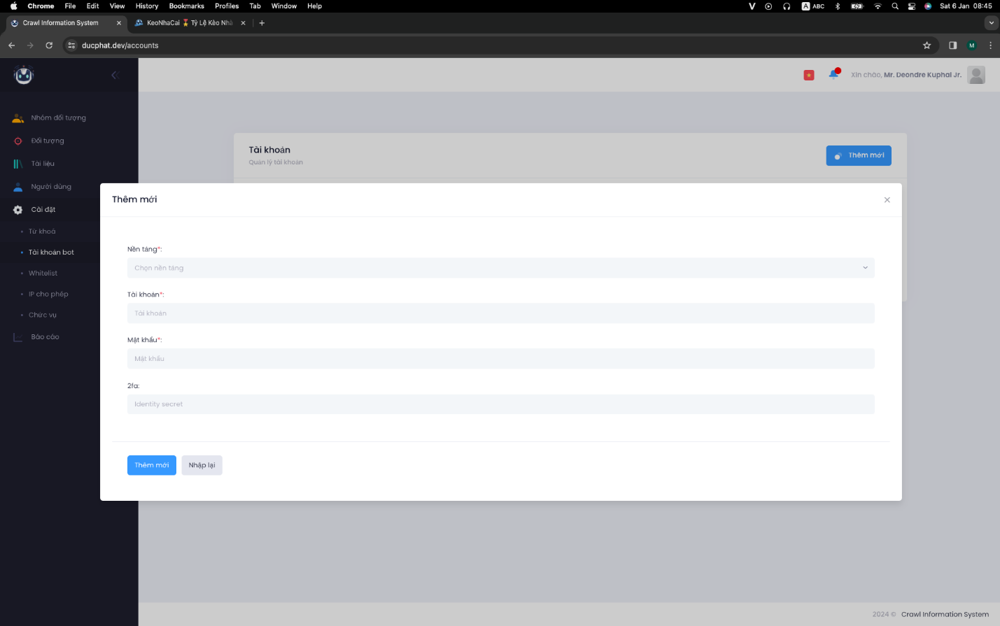 Chrome File Edit View History Bookmarks Profiles Tab Window Help A ABC Sat 6 Jan 08:45
Crawl Information System KeoNhaCai 🎖️ Tỷ Lệ Kèo Nhà
ducphat.dev/accounts M
Xin chào, Mr. Deondre Kuphal Jr.
Nhóm đối tượng
Đối tượng
Tài liệu
Người dùng
Cài đặt
Từ khoá
Tài khoản bot
Whitelist
IP cho phép
Chức vụ
Báo cáo
Tài khoản
Quản lý tài khoản
Thêm mới
Thêm mới
Nền tảng*:
Chọn nền tảng
Tài khoản*:
Tài khoản
Mật khẩu*:
Mật khẩu
2fa:
Identity secret
Thêm mới Nhập lại
2024 © Crawl Information System